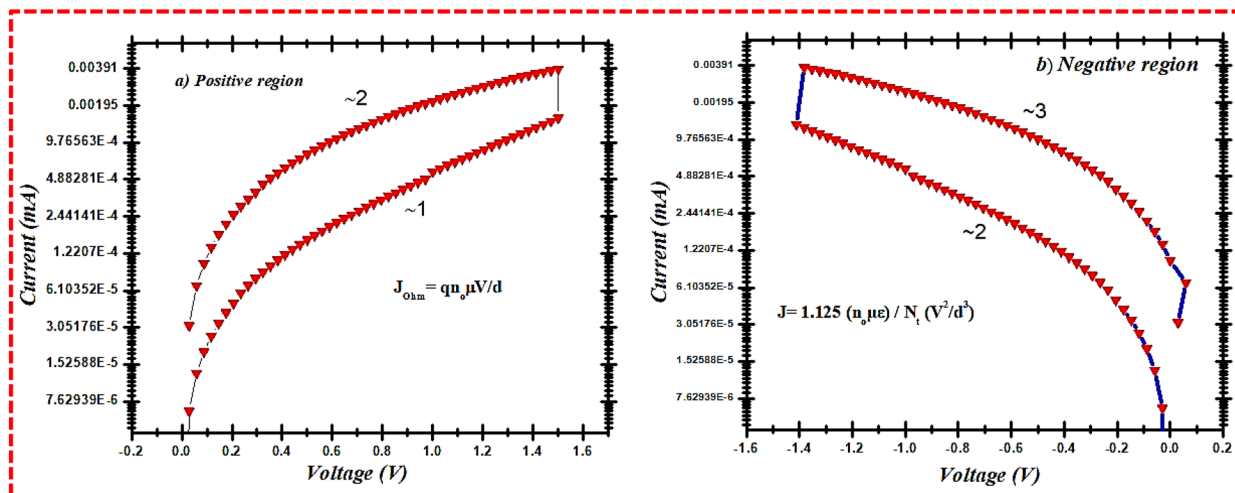 a) Positive region
~2
~1
J_Ohm = qn_oμV/d
Current (mA)
0.00391
0.00195
9.76563E-4
4.88281E-4
2.44141E-4
1.2207E-4
6.10352E-5
3.05176E-5
1.52588E-5
7.62939E-6
-0.2 0.0 0.2 0.4 0.6 0.8 1.0 1.2 1.4 1.6
Voltage (V)
b) Negative region
~3
~2
J= 1.125 (n_oμε) / N_t (V²/d³)
Current (mA)
0.00391
0.00195
9.76563E-4
4.88281E-4
2.44141E-4
1.2207E-4
6.10352E-5
3.05176E-5
1.52588E-5
7.62939E-6
-1.6 -1.4 -1.2 -1.0 -0.8 -0.6 -0.4 -0.2 0.0 0.2
Voltage (V)